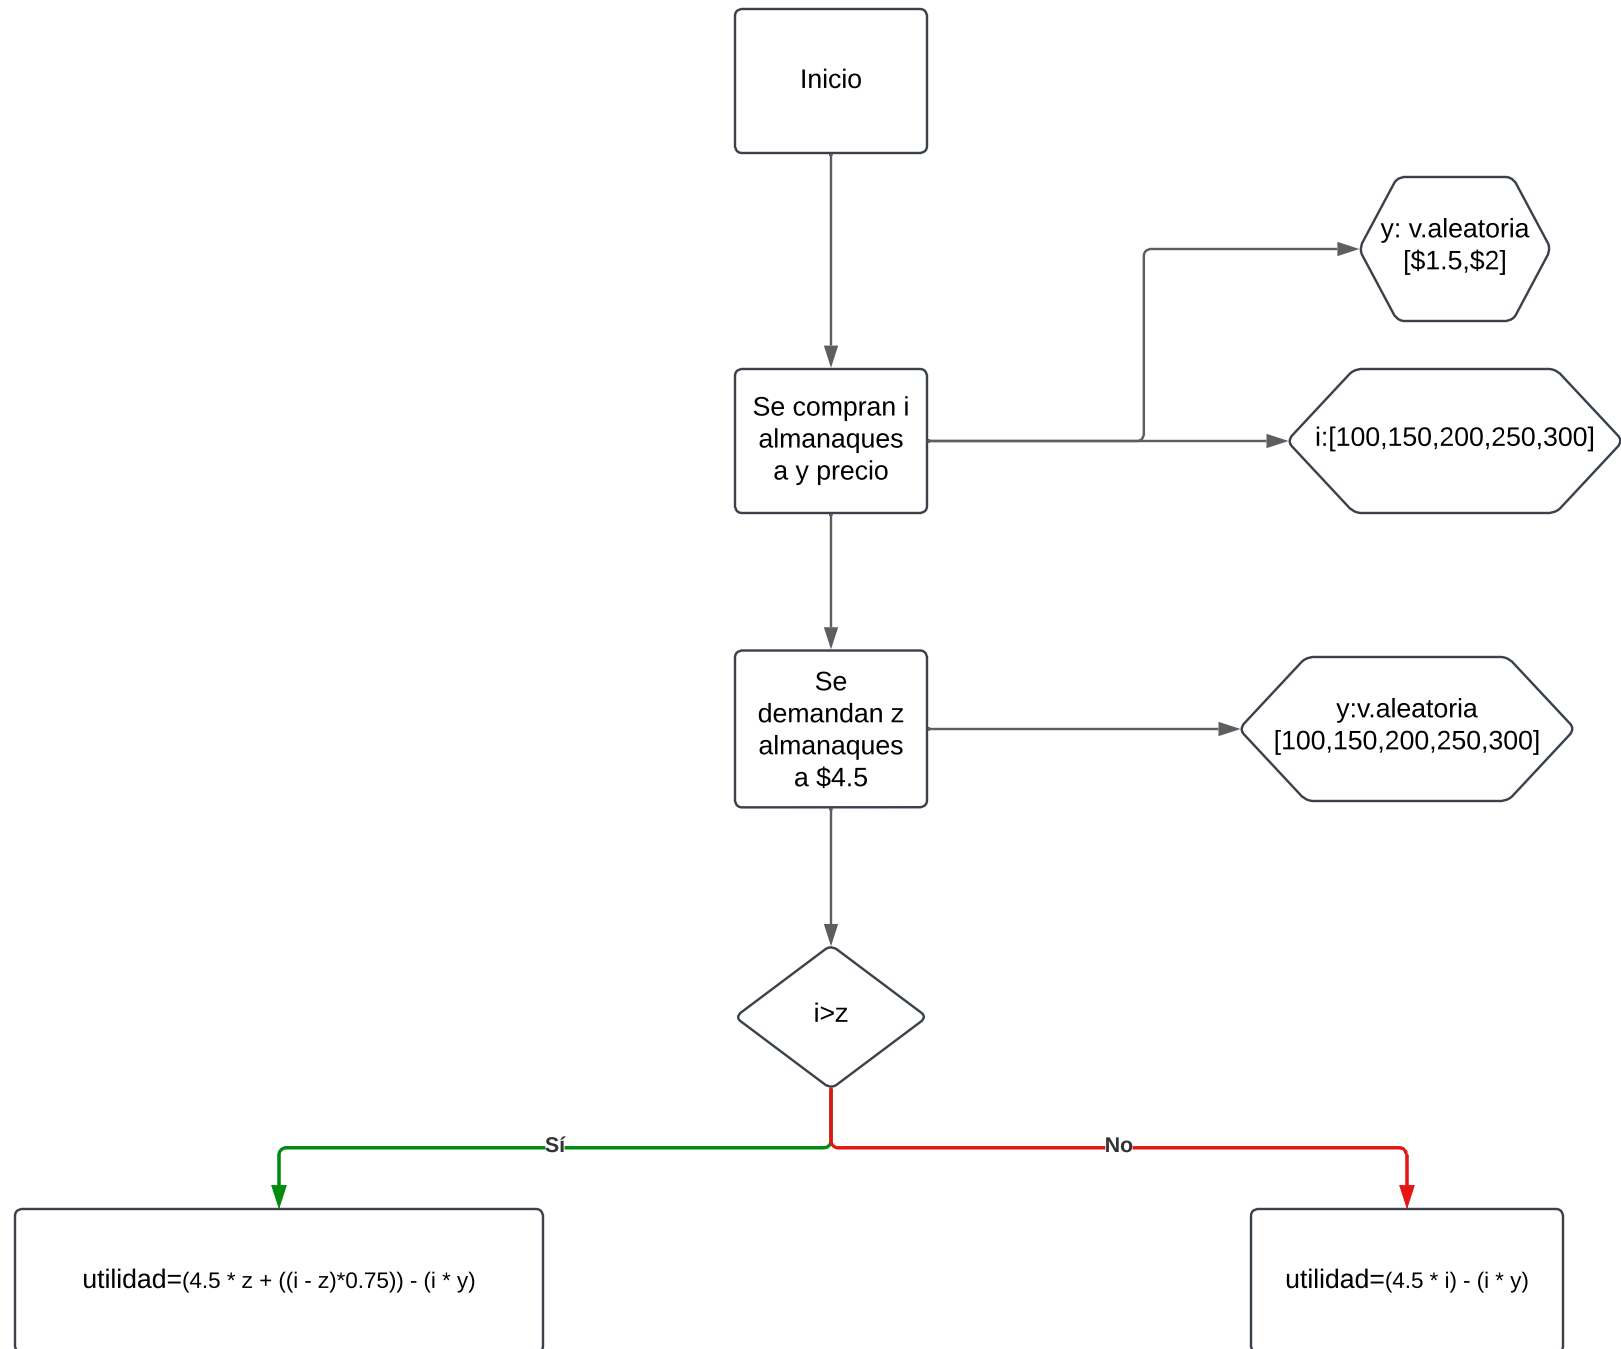 Inicio
y: v.aleatoria
[$1.5,$2]
Se compran i
almanaques
a y precio
i:[100,150,200,250,300]
Se
demandan z
almanaques
a $4.5
y:v.aleatoria
[100,150,200,250,300]
i>z
Sí
No
utilidad=(4.5 * z + ((i - z)*0.75)) - (i * y)
utilidad=(4.5 * i) - (i * y)